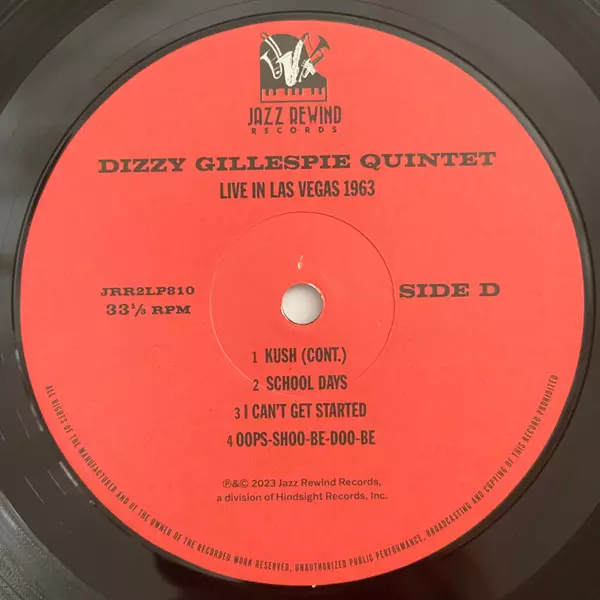 JAZZ REWIND
RECORDS
DIZZY GILLESPIE QUINTET
LIVE IN LAS VEGAS 1963
JRR2LP810
33⅓ RPM
SIDE D
1 KUSH (CONT.)
2 SCHOOL DAYS
3 I CAN'T GET STARTED
4 OOPS-SHOO-BE-DOO-BE
℗&© 2023 Jazz Rewind Records,
a division of Hindsight Records, Inc.
ALL RIGHTS OF THE MANUFACTURER AND OF THE OWNER OF THE RECORDED WORK RESERVED, UNAUTHORIZED PUBLIC PERFORMANCE, BROADCASTING AND COPYING OF THIS RECORD PROHIBITED